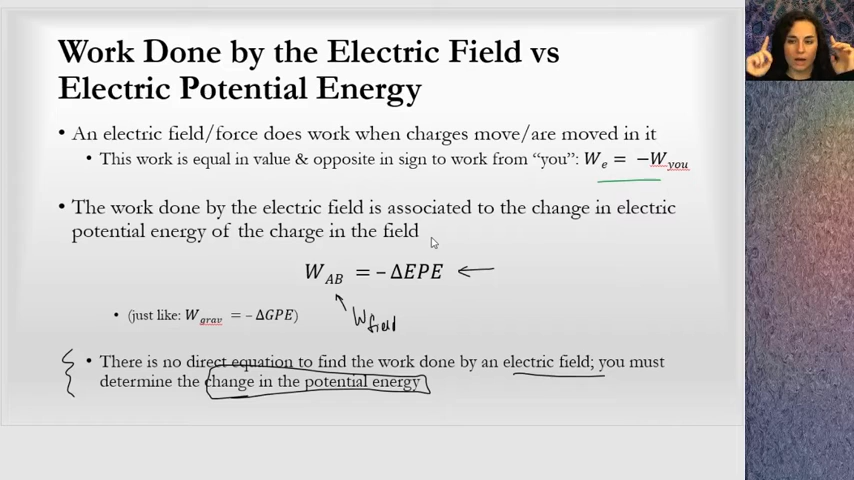 Work Done by the Electric Field vs
Electric Potential Energy
• An electric field/force does work when charges move/are moved in it
• This work is equal in value & opposite in sign to work from “you”: Wₑ = −W_you
• The work done by the electric field is associated to the change in electric
potential energy of the charge in the field
W_AB = − ΔEPE ←
• (just like: W_grav = − ΔGPE)
W_field
• There is no direct equation to find the work done by an electric field; you must
determine the change in the potential energy